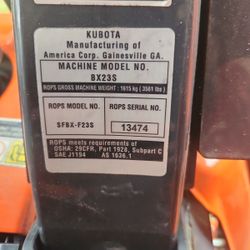 KUBOTA
Manufacturing of
America Corp. Gainesville GA.
MACHINE MODEL NO.
BX23S
ROPS GROSS MACHINE WEIGHT : 1615 kg ( 3561 lbs )
ROPS MODEL NO. ROPS SERIAL NO.
SFBX-F23S 13474
ROPS meets requirements of
OSHA: 29CFR, Part 1928, Subpart C
SAE J1194 AS 1636.1